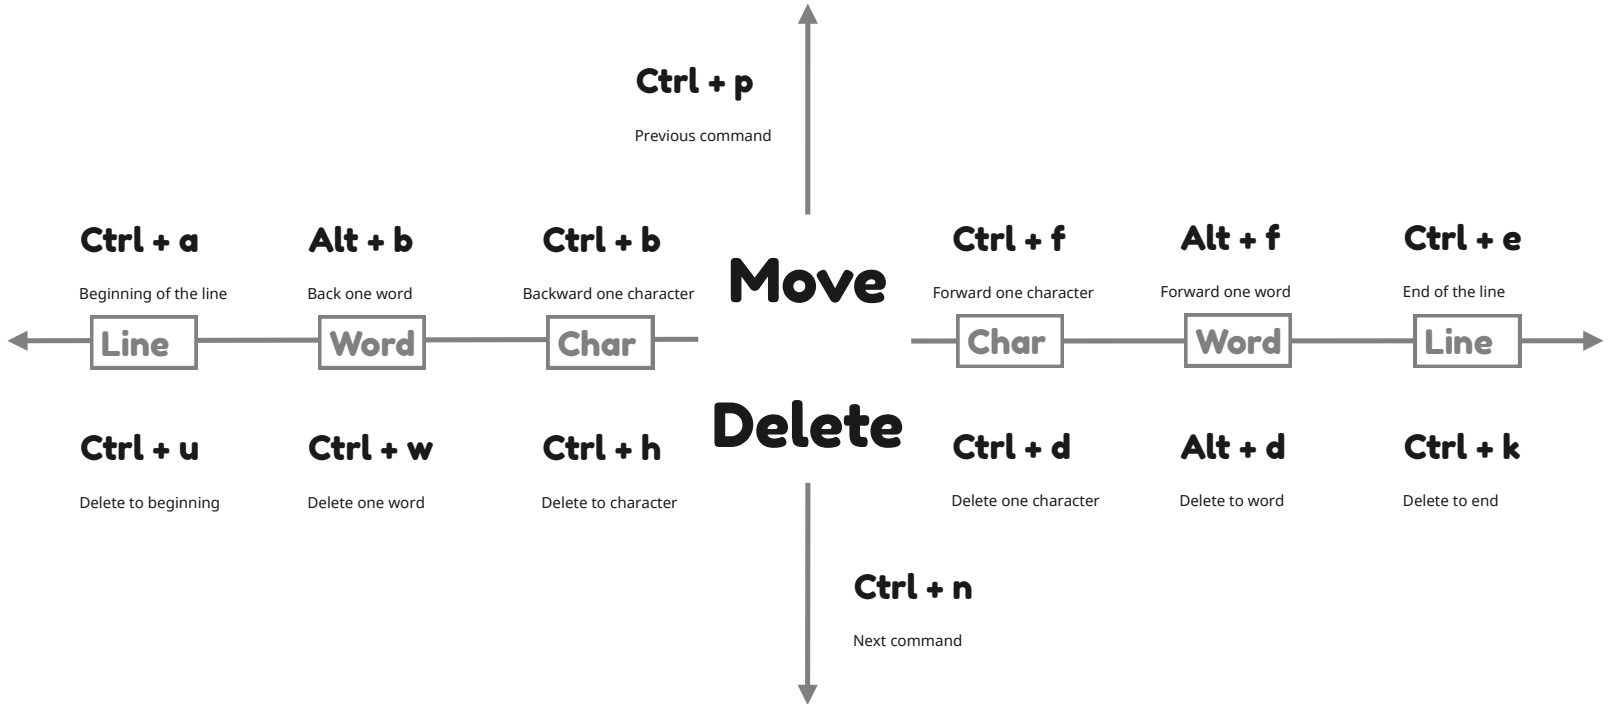 Ctrl + p
Previous command
Ctrl + a
Alt + b
Ctrl + b
Ctrl + f
Alt + f
Ctrl + e
Move
Beginning of the line
Back one word
Backward one character
Forward one character
Forward one word
End of the line
Line
Word
Char
Char
Word
Line
Delete
Ctrl + u
Ctrl + w
Ctrl + h
Ctrl + d
Alt + d
Ctrl + k
Delete to beginning
Delete one word
Delete to character
Delete one character
Delete to word
Delete to end
Ctrl + n
Next command